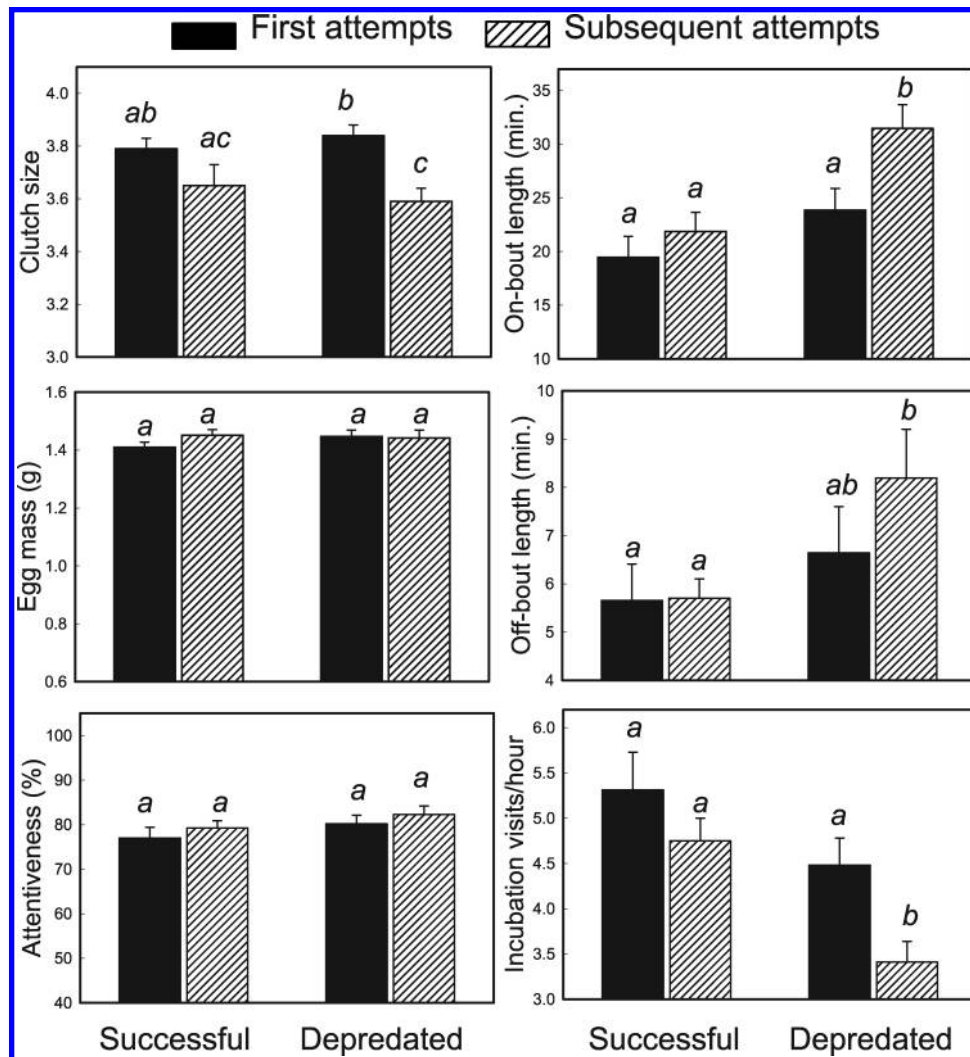 First attempts Subsequent attempts
Clutch size
4.0
3.8
3.6
3.4
3.2
3.0
ab
ac
b
c
On-bout length (min.)
35
30
25
20
15
10
a
a
a
b
Egg mass (g)
1.6
1.4
1.2
1.0
0.8
0.6
a
a
a
a
Off-bout length (min.)
10
9
8
7
6
5
4
a
a
ab
b
Attentiveness (%)
100
90
80
70
60
50
40
a
a
a
a
Incubation visits/hour
6.0
5.5
5.0
4.5
4.0
3.5
3.0
a
a
a
b
Successful Depredated
Successful Depredated